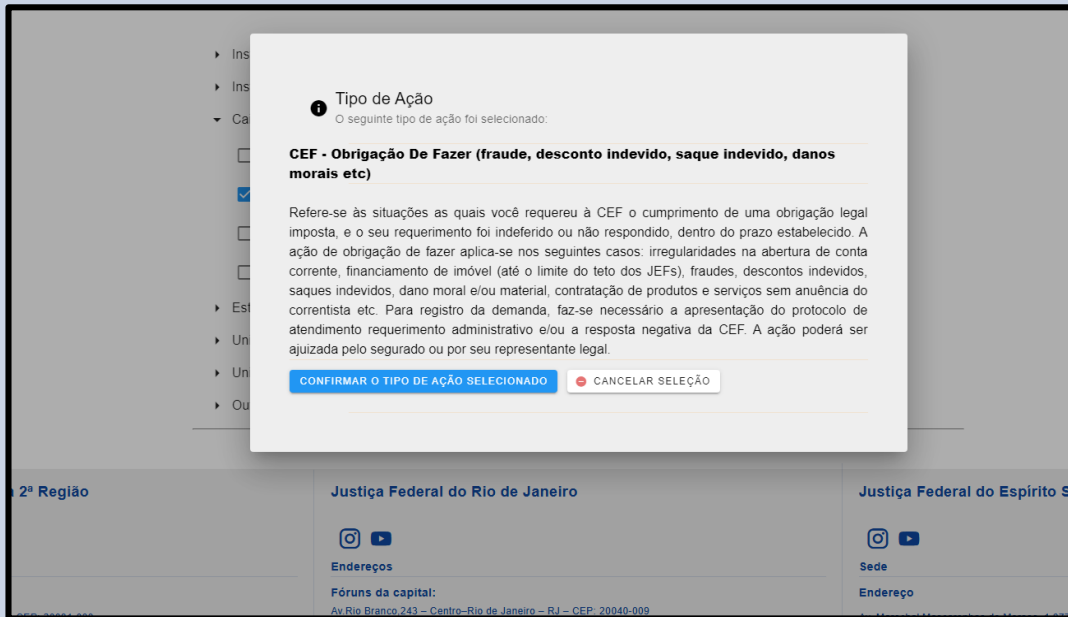 Ins
Ins
Ca
Est
Un
Un
Ou
Tipo de Ação
O seguinte tipo de ação foi selecionado:
CEF - Obrigação De Fazer (fraude, desconto indevido, saque indevido, danos
morais etc)
Refere-se às situações as quais você requereu à CEF o cumprimento de uma obrigação legal
imposta, e o seu requerimento foi indeferido ou não respondido, dentro do prazo estabelecido. A
ação de obrigação de fazer aplica-se nos seguintes casos: irregularidades na abertura de conta
corrente, financiamento de imóvel (até o limite do teto dos JEFs), fraudes, descontos indevidos,
saques indevidos, dano moral e/ou material, contratação de produtos e serviços sem anuência do
correntista etc. Para registro da demanda, faz-se necessário a apresentação do protocolo de
atendimento requerimento administrativo e/ou a resposta negativa da CEF. A ação poderá ser
ajuizada pelo segurado ou por seu representante legal.
CONFIRMAR O TIPO DE AÇÃO SELECIONADO
CANCELAR SELEÇÃO
2ª Região
Justiça Federal do Rio de Janeiro
Endereços
Fóruns da capital:
Av.Rio Branco,243 – Centro–Rio de Janeiro – RJ – CEP: 20040-009
Justiça Federal do Espírito S
Sede
Endereço